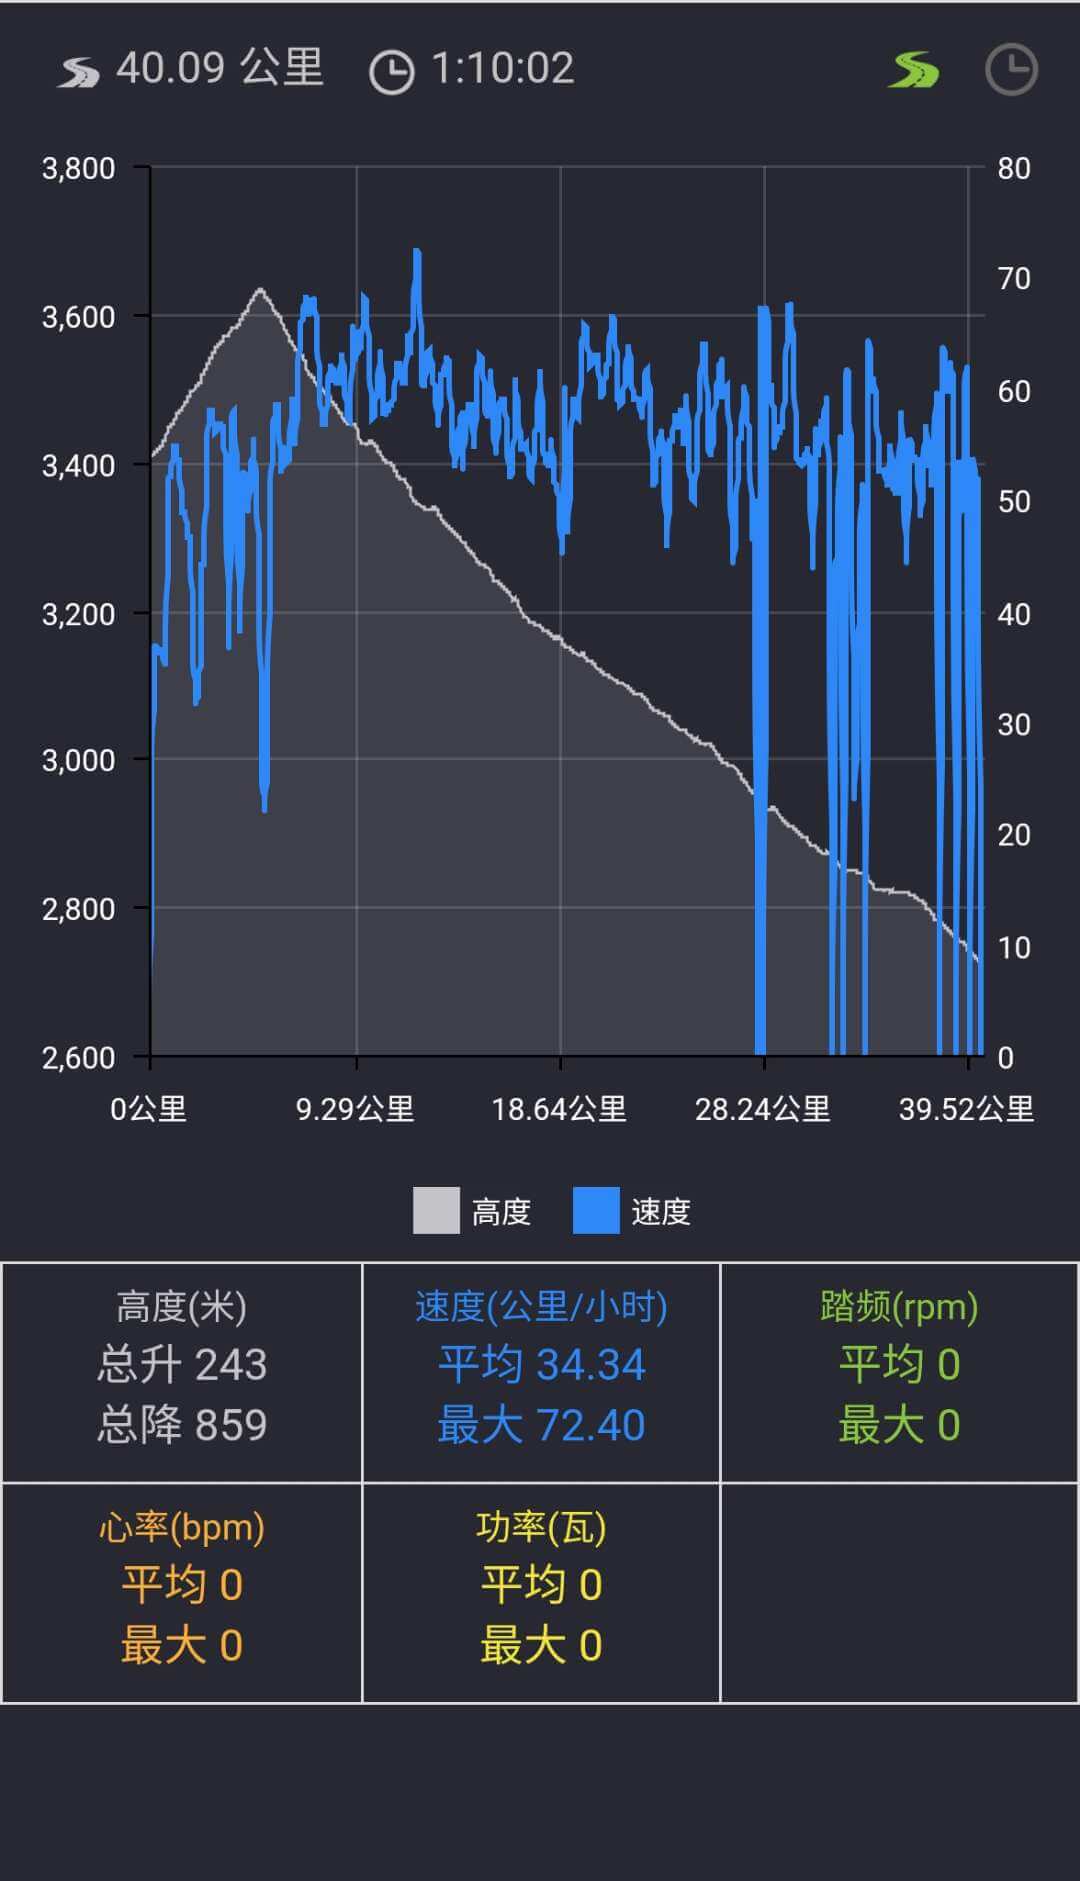 40.09 公里 1:10:02
3,800 80
70
3,600
60
3,400
50
3,200 40
30
3,000
20
2,800
10
2,600 0
0公里 9.29公里 18.64公里 28.24公里 39.52公里
高度 速度
高度(米)
总升 243
总降 859
速度(公里/小时)
平均 34.34
最大 72.40
踏频(rpm)
平均 0
最大 0
心率(bpm)
平均 0
最大 0
功率(瓦)
平均 0
最大 0